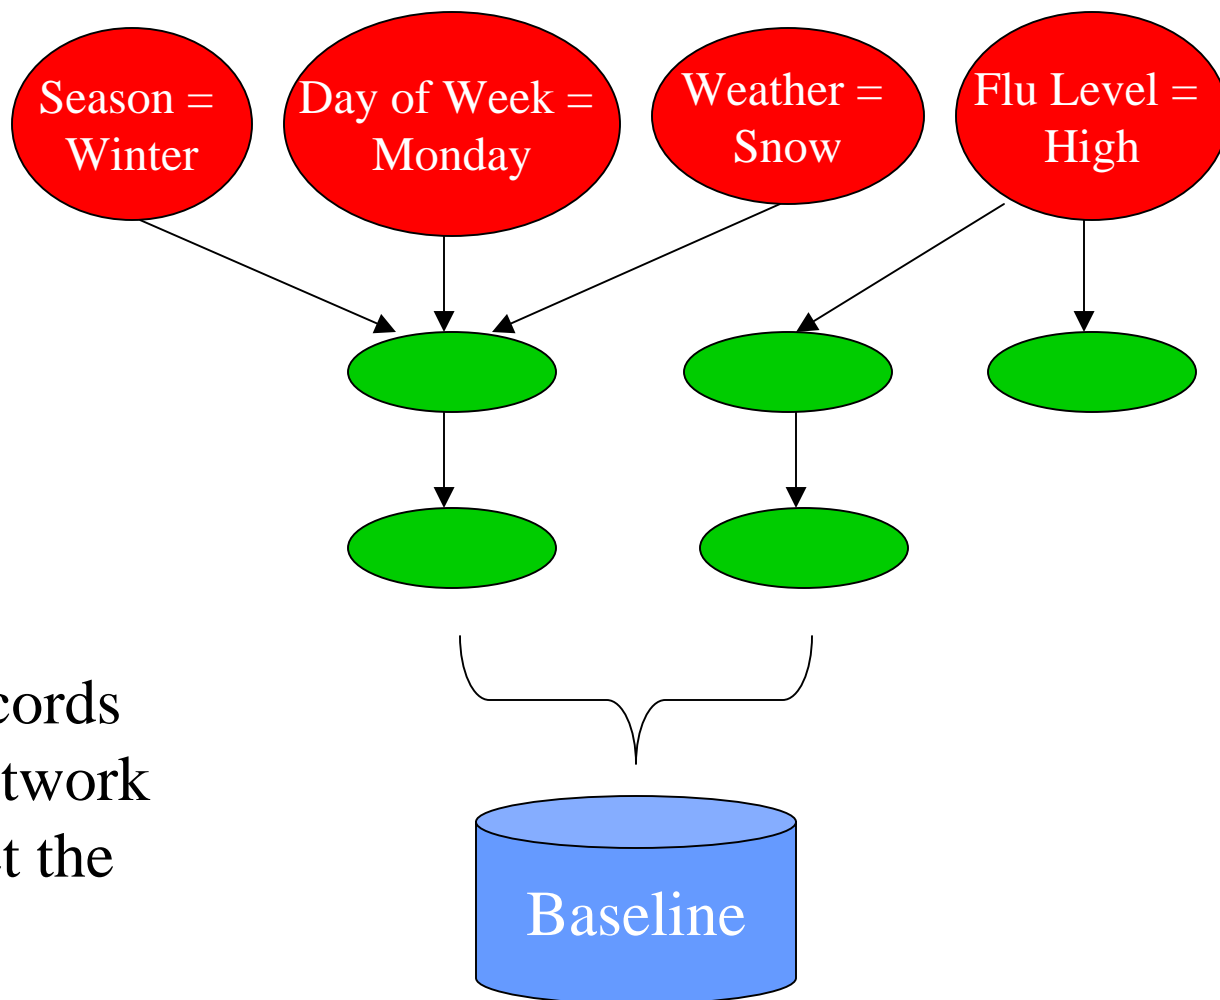 Season =
Winter
Day of Week =
Monday
Weather =
Snow
Flu Level =
High
cords
twork
t the
Baseline